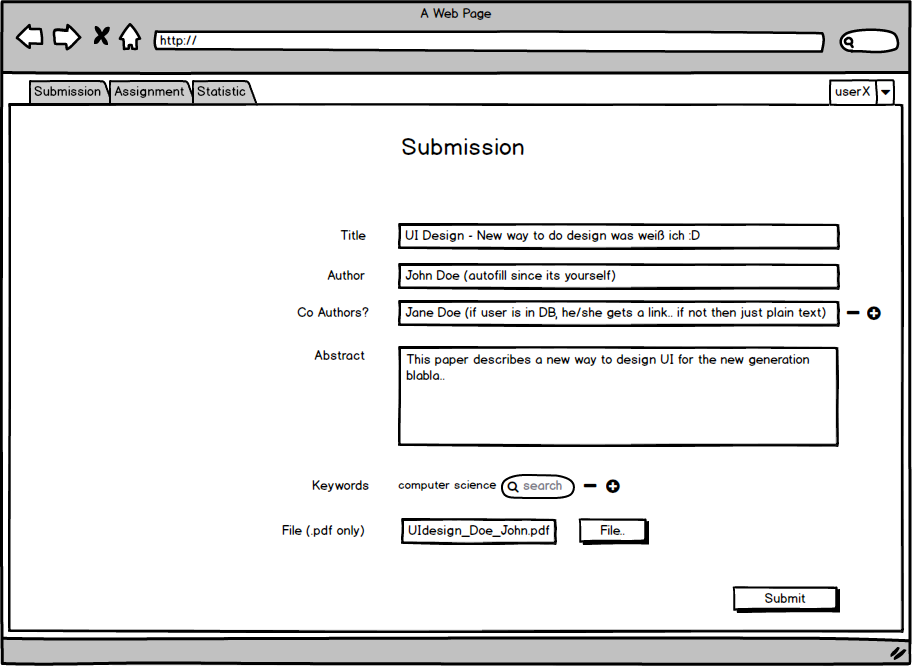 A Web Page
http://
Submission Assignment Statistic userX
Submission
Title UI Design - New way to do design was weiß ich :D
Author John Doe (autofill since its yourself)
Co Authors? Jane Doe (if user is in DB, he/she gets a link.. if not then just plain text)
Abstract This paper describes a new way to design UI for the new generation
blabla..
Keywords computer science search
File (.pdf only) UIdesign_Doe_John.pdf File..
Submit